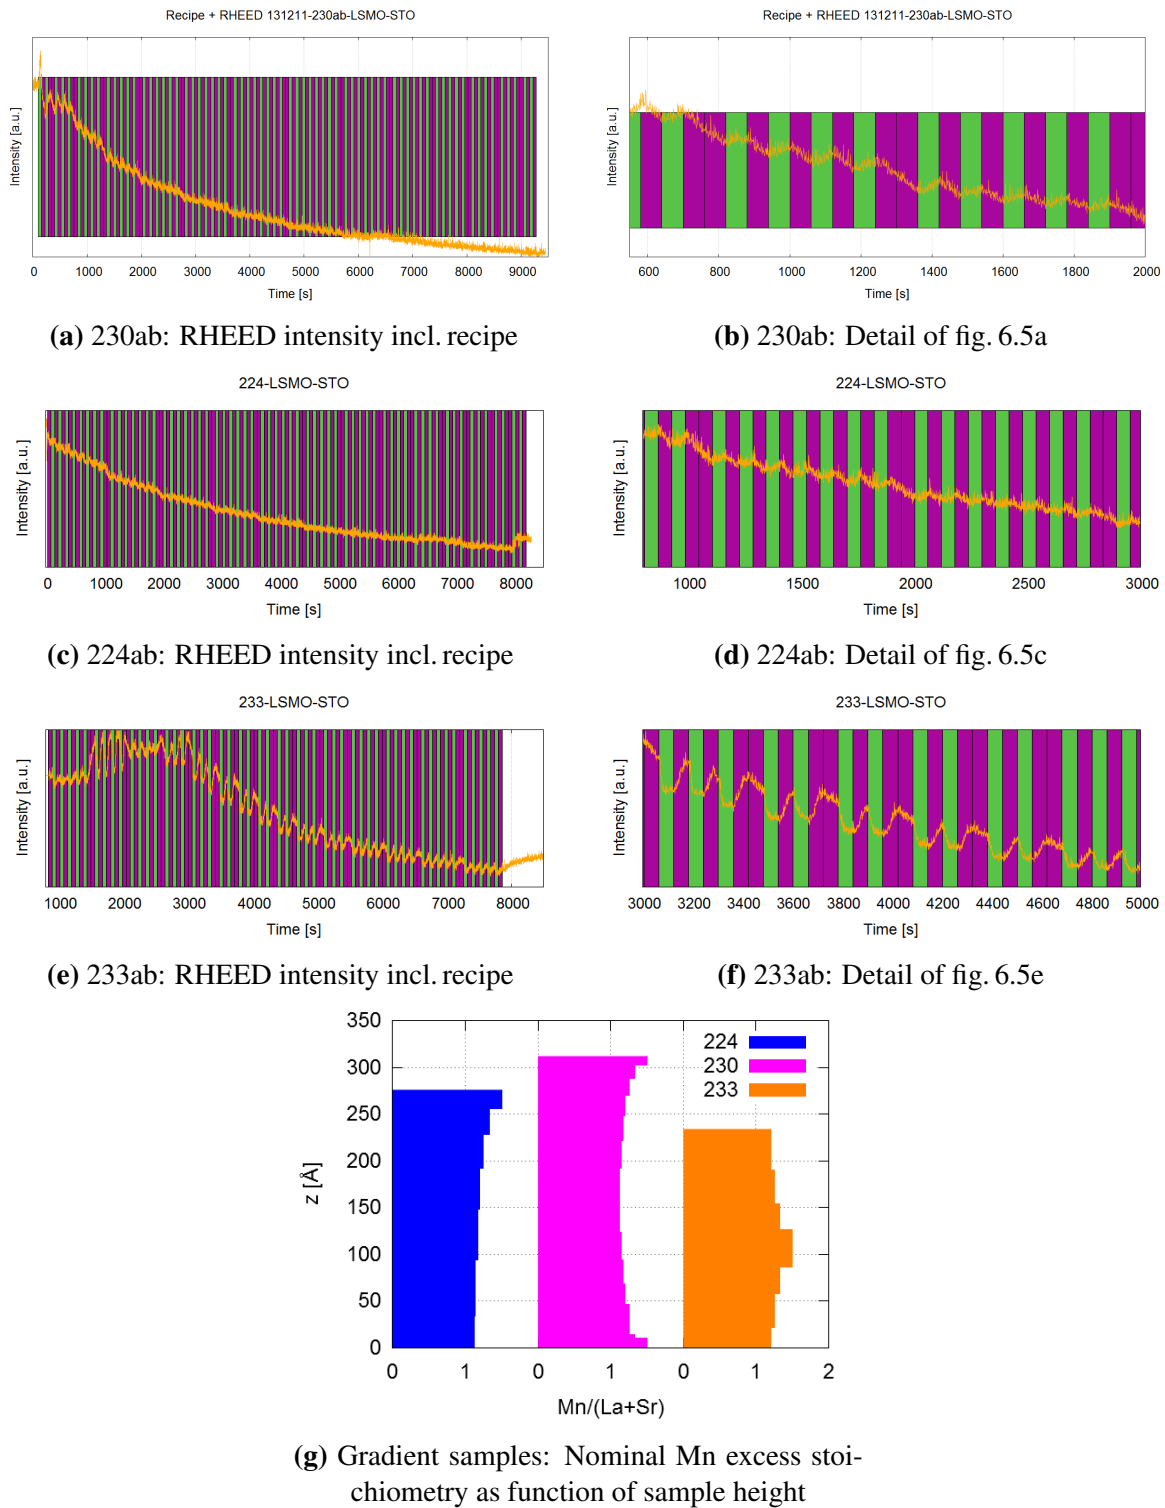 Recipe + RHEED 131211-230ab-LSMO-STO
Intensity [a.u.]
0 1000 2000 3000 4000 5000 6000 7000 8000 9000
Time [s]
(a) 230ab: RHEED intensity incl. recipe
Recipe + RHEED 131211-230ab-LSMO-STO
Intensity [a.u.]
600 800 1000 1200 1400 1600 1800 2000
Time [s]
(b) 230ab: Detail of fig. 6.5a
224-LSMO-STO
Intensity [a.u.]
0 1000 2000 3000 4000 5000 6000 7000 8000
Time [s]
(c) 224ab: RHEED intensity incl. recipe
224-LSMO-STO
Intensity [a.u.]
1000 1500 2000 2500 3000
Time [s]
(d) 224ab: Detail of fig. 6.5c
233-LSMO-STO
Intensity [a.u.]
1000 2000 3000 4000 5000 6000 7000 8000
Time [s]
(e) 233ab: RHEED intensity incl. recipe
233-LSMO-STO
Intensity [a.u.]
3000 3200 3400 3600 3800 4000 4200 4400 4600 4800 5000
Time [s]
(f) 233ab: Detail of fig. 6.5e
350
300
250
200
150
100
50
0
z [Å]
224
230
233
0 1 0 1 0 1 2
Mn/(La+Sr)
(g) Gradient samples: Nominal Mn excess stoi-
chiometry as function of sample height